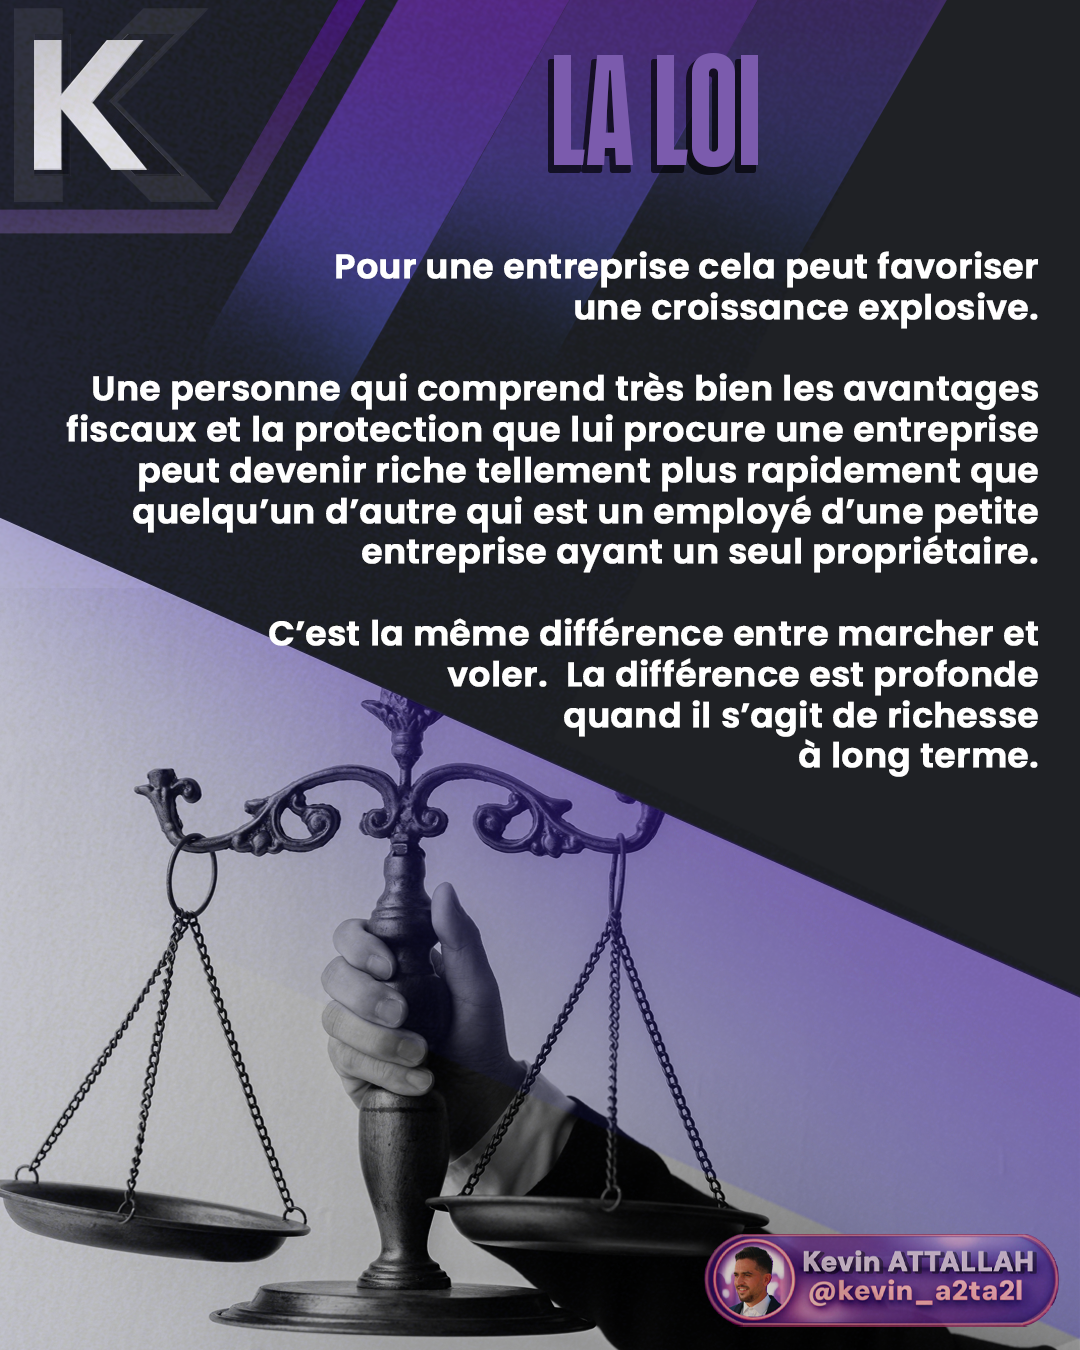 K
LA LOI
Pour une entreprise cela peut favoriser
une croissance explosive.
Une personne qui comprend très bien les avantages
fiscaux et la protection que lui procure une entreprise
peut devenir riche tellement plus rapidement que
quelqu’un d’autre qui est un employé d’une petite
entreprise ayant un seul propriétaire.
C’est la même différence entre marcher et
voler.  La différence est profonde
quand il s’agit de richesse
à long terme.
Kevin ATTALLAH
@kevin_a2ta2l